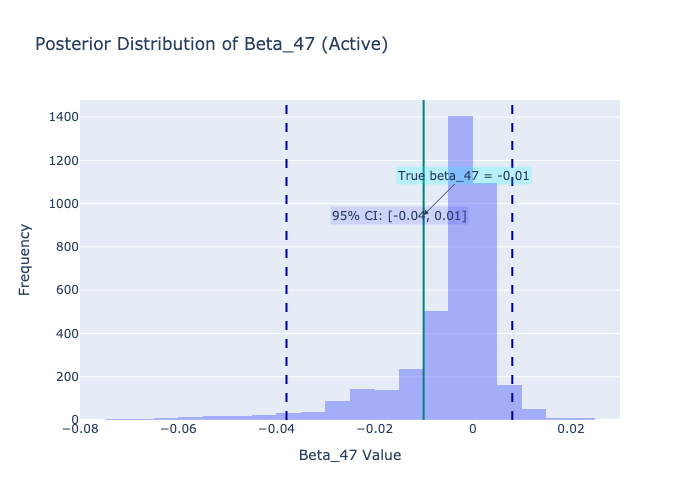 Posterior Distribution of Beta_47 (Active)
1400
1200
1000
800
600
400
200
0
Frequency
True beta_47 = -0.01
95% CI: [-0.04, 0.01]
−0.08
−0.06
−0.04
−0.02
0
0.02
Beta_47 Value